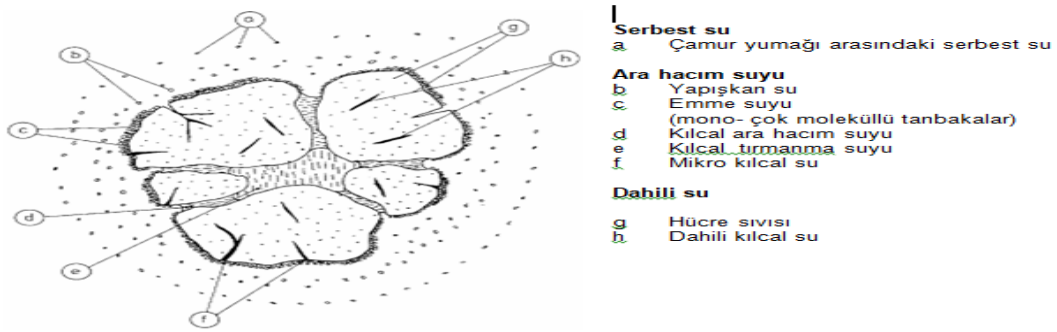 a
b
c
d
e
f
g
h
Serbest su
a Çamur yumağı arasındaki serbest su
Ara hacım suyu
b Yapışkan su
c Emme suyu
(mono- çok moleküllü tanbakalar)
d Kılcal ara hacım suyu
e Kılcal tırmanma suyu
f Mikro kılcal su
Dahili su
g Hücre sıvısı
h Dahili kılcal su